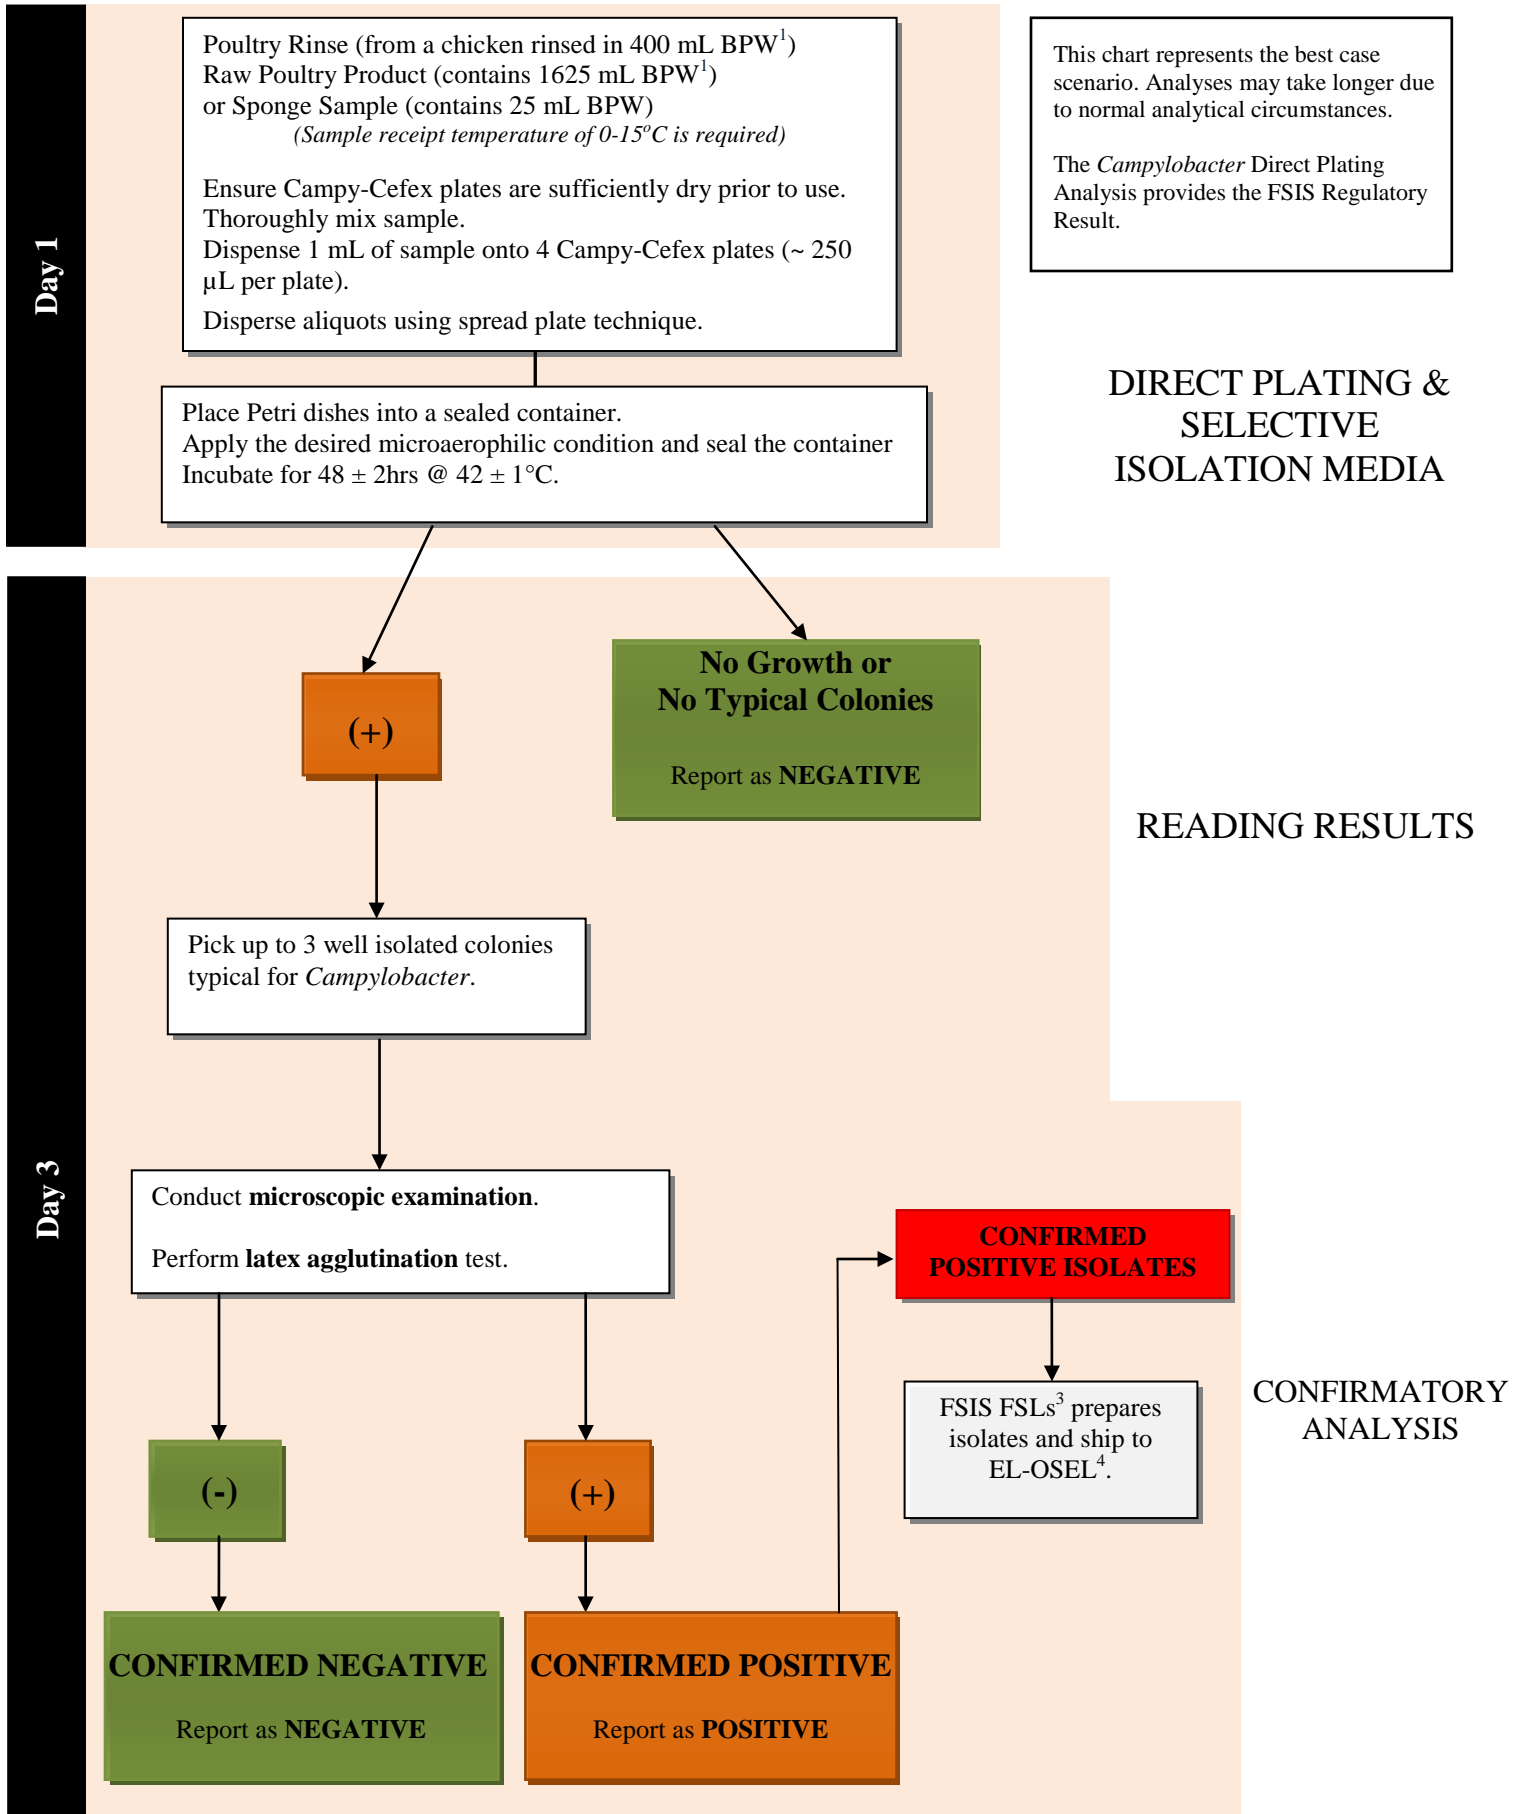 Day 1
Poultry Rinse (from a chicken rinsed in 400 mL BPW¹)
Raw Poultry Product (contains 1625 mL BPW¹)
or Sponge Sample (contains 25 mL BPW)
(Sample receipt temperature of 0-15°C is required)
Ensure Campy-Cefex plates are sufficiently dry prior to use.
Thoroughly mix sample.
Dispense 1 mL of sample onto 4 Campy-Cefex plates (~ 250
µL per plate).
Disperse aliquots using spread plate technique.
This chart represents the best case
scenario. Analyses may take longer due
to normal analytical circumstances.
The Campylobacter Direct Plating
Analysis provides the FSIS Regulatory
Result.
Place Petri dishes into a sealed container.
Apply the desired microaerophilic condition and seal the container
Incubate for 48 ± 2hrs @ 42 ± 1°C.
DIRECT PLATING &
SELECTIVE
ISOLATION MEDIA
Day 3
(+)
No Growth or
No Typical Colonies
Report as NEGATIVE
READING RESULTS
Pick up to 3 well isolated colonies
typical for Campylobacter.
Conduct microscopic examination.
Perform latex agglutination test.
CONFIRMED
POSITIVE ISOLATES
FSIS FSLs³ prepares
isolates and ship to
EL-OSEL⁴.
CONFIRMATORY
ANALYSIS
(-)
(+)
CONFIRMED NEGATIVE
Report as NEGATIVE
CONFIRMED POSITIVE
Report as POSITIVE